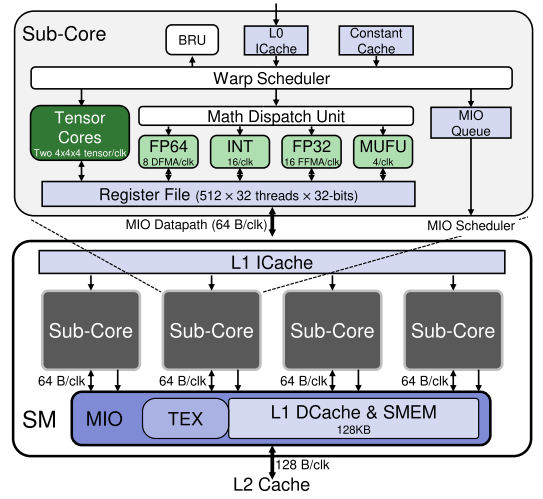 Sub-Core
BRU
L0
ICache
Constant
Cache
Warp Scheduler
Tensor
Cores
Two 4x4x4 tensor/clk
Math Dispatch Unit
MIO
Queue
FP64
8 DFMA/clk
INT
16/clk
FP32
16 FFMA/clk
MUFU
4/clk
Register File (512 × 32 threads × 32-bits)
MIO Datapath (64 B/clk)
MIO Scheduler
L1 ICache
Sub-Core
Sub-Core
Sub-Core
Sub-Core
64 B/clk
64 B/clk
64 B/clk
64 B/clk
SM
MIO
TEX
L1 DCache & SMEM
128KB
128 B/clk
L2 Cache